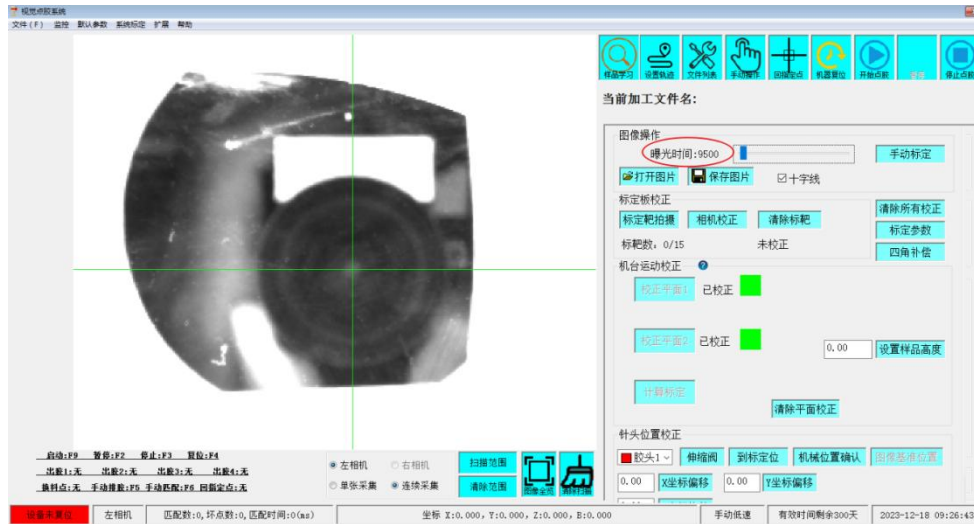 视觉点胶系统
文件(F) 监控 默认参数 系统标定 扩展 帮助
样品学习 设置轨迹 文件列表 手动操作 回指定点 机器复位 开始点胶 暂停 停止点胶
当前加工文件名:
图像操作
曝光时间:9500 手动标定
打开图片 保存图片 十字线
标定板校正 清除所有校正
标定靶拍摄 相机校正 清除标靶 标定参数
标靶数: 0/15 未校正 四角补偿
机台运动校正
校正平面1 已校正
校正平面2 已校正 0.00 设置样品高度
计算标定
清除平面校正
针头位置校正
胶头1 伸缩阀 到标定位 机械位置确认 图像基准位置
0.00 X坐标偏移 0.00 Y坐标偏移
启动:F9 暂停:F2 停止:F3 复位:F4
出胶1:无 出胶2:无 出胶3:无 出胶4:无
换料点:无 手动排胶:F5 手动匹配:F6 回指定点:无
左相机 右相机 扫描范围
单张采集 连续采集 清除范围 图像全览 清除扫描
设备未复位 左相机 匹配数:0,坏点数:0,匹配时间:0(ms) 坐标 X:0.000, Y:0.000, Z:0.000, B:0.000 手动低速 有效时间剩余300天 2023-12-18 09:26:43